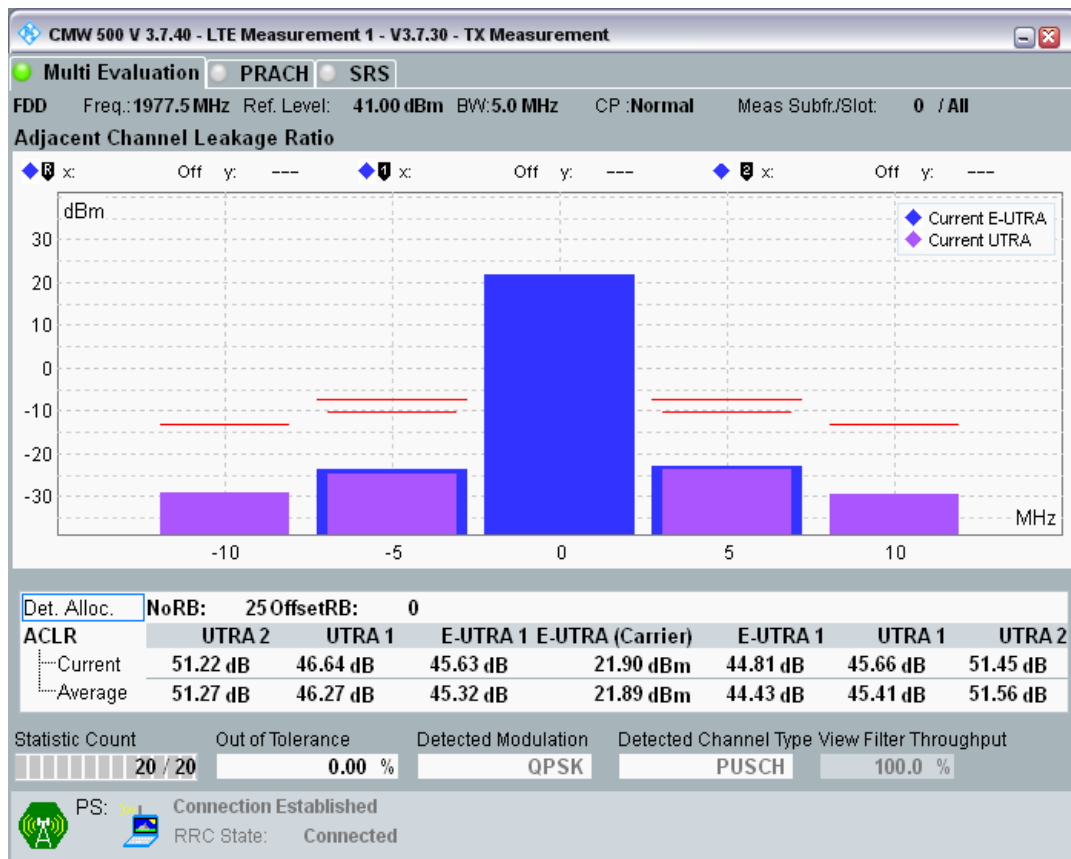 CMW 500 V 3.7.40 - LTE Measurement 1 - V3.7.30 - TX Measurement
Multi Evaluation PRACH SRS
FDD Freq.:1977.5 MHz Ref. Level: 41.00 dBm BW:5.0 MHz CP :Normal Meas Subfr./Slot: 0 / All
Adjacent Channel Leakage Ratio
R x: Off y: --- 1 x: Off y: --- 2 x: Off y: ---
dBm
Current E-UTRA
Current UTRA
30
20
10
0
-10
-20
-30
MHz
-10 -5 0 5 10
Det. Alloc. NoRB: 25 OffsetRB: 0
ACLR UTRA 2 UTRA 1 E-UTRA 1 E-UTRA (Carrier) E-UTRA 1 UTRA 1 UTRA 2
Current 51.22 dB 46.64 dB 45.63 dB 21.90 dBm 44.81 dB 45.66 dB 51.45 dB
Average 51.27 dB 46.27 dB 45.32 dB 21.89 dBm 44.43 dB 45.41 dB 51.56 dB
Statistic Count Out of Tolerance Detected Modulation Detected Channel Type View Filter Throughput
20 / 20 0.00 % QPSK PUSCH 100.0 %
PS: Connection Established
RRC State: Connected